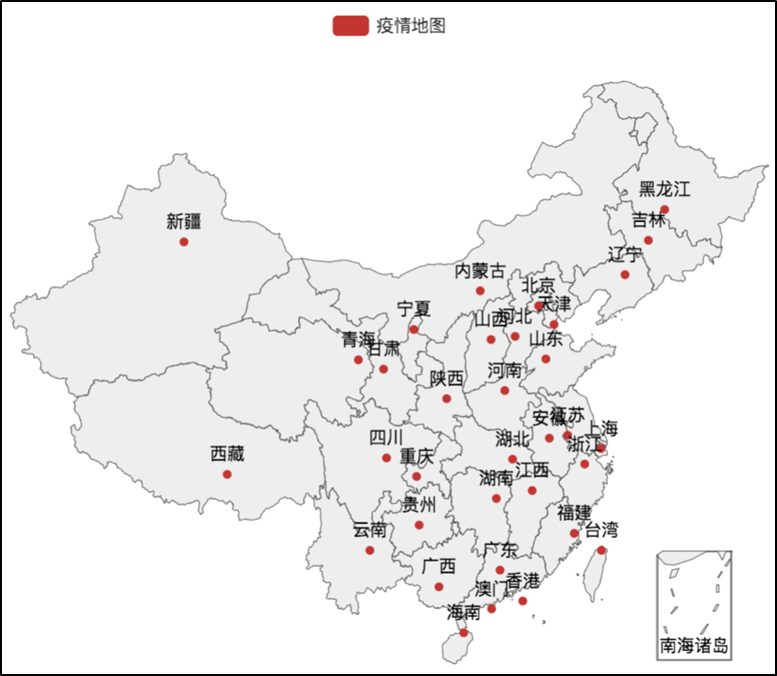 疫情地图
黑龙江
吉林
新疆
辽宁
内蒙古
北京
天津
宁夏
山西
河北
青海
甘肃
山东
河南
陕西
安徽
江苏
上海
四川
湖北
浙江
西藏
重庆
江西
湖南
贵州
福建
云南
台湾
广东
广西
香港
澳门
海南
南海诸岛